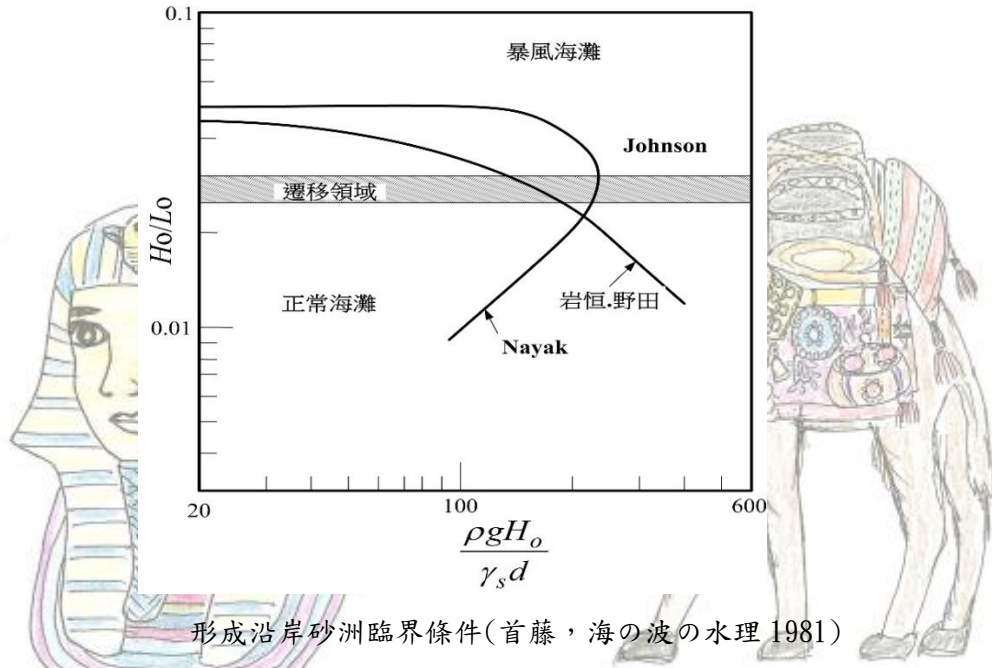 0.1
暴風海灘
Johnson
遷移領域
Ho/Lo
岩恒.野田
正常海灘
0.01
Nayak
20
100
600
ρgH_o
γ_s d
形成沿岸砂洲臨界條件(首藤，海の波の水理 1981)